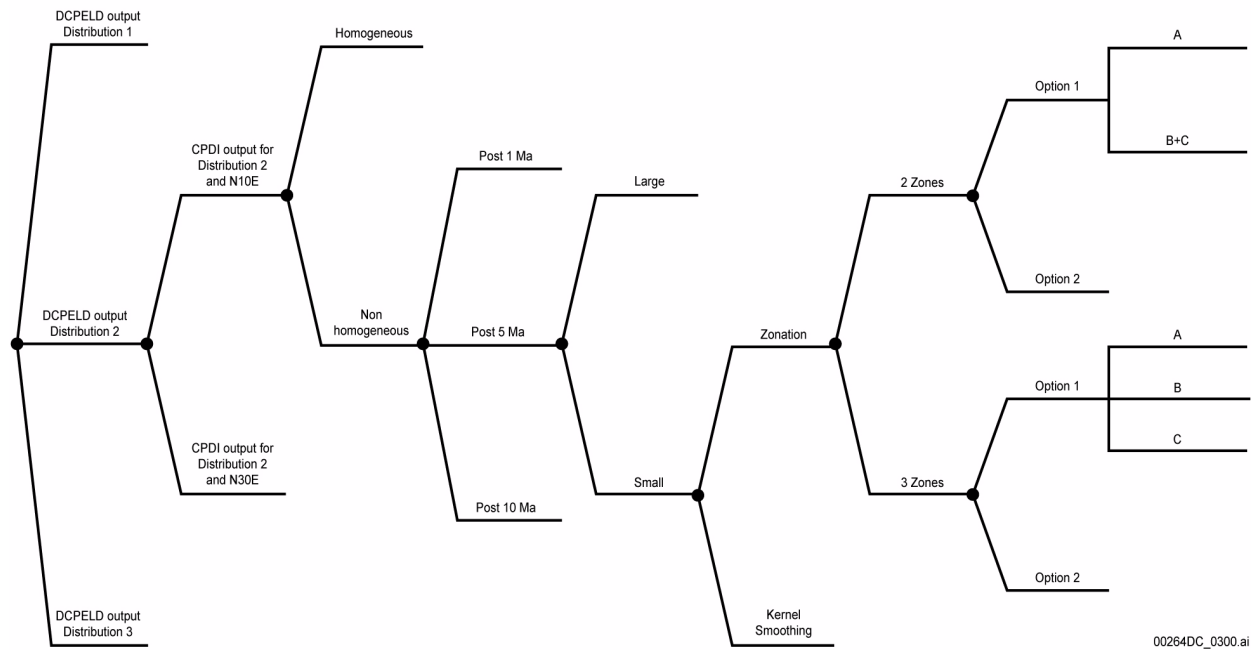 DCPELD output
Distribution 1
DCPELD output
Distribution 2
DCPELD output
Distribution 3
CPDI output for
Distribution 2
and N10E
CPDI output for
Distribution 2
and N30E
Homogeneous
Non
homogeneous
Post 1 Ma
Post 5 Ma
Post 10 Ma
Large
Small
Zonation
Kernel
Smoothing
2 Zones
3 Zones
Option 1
Option 2
Option 1
Option 2
A
B+C
A
B
C
00264DC_0300.ai